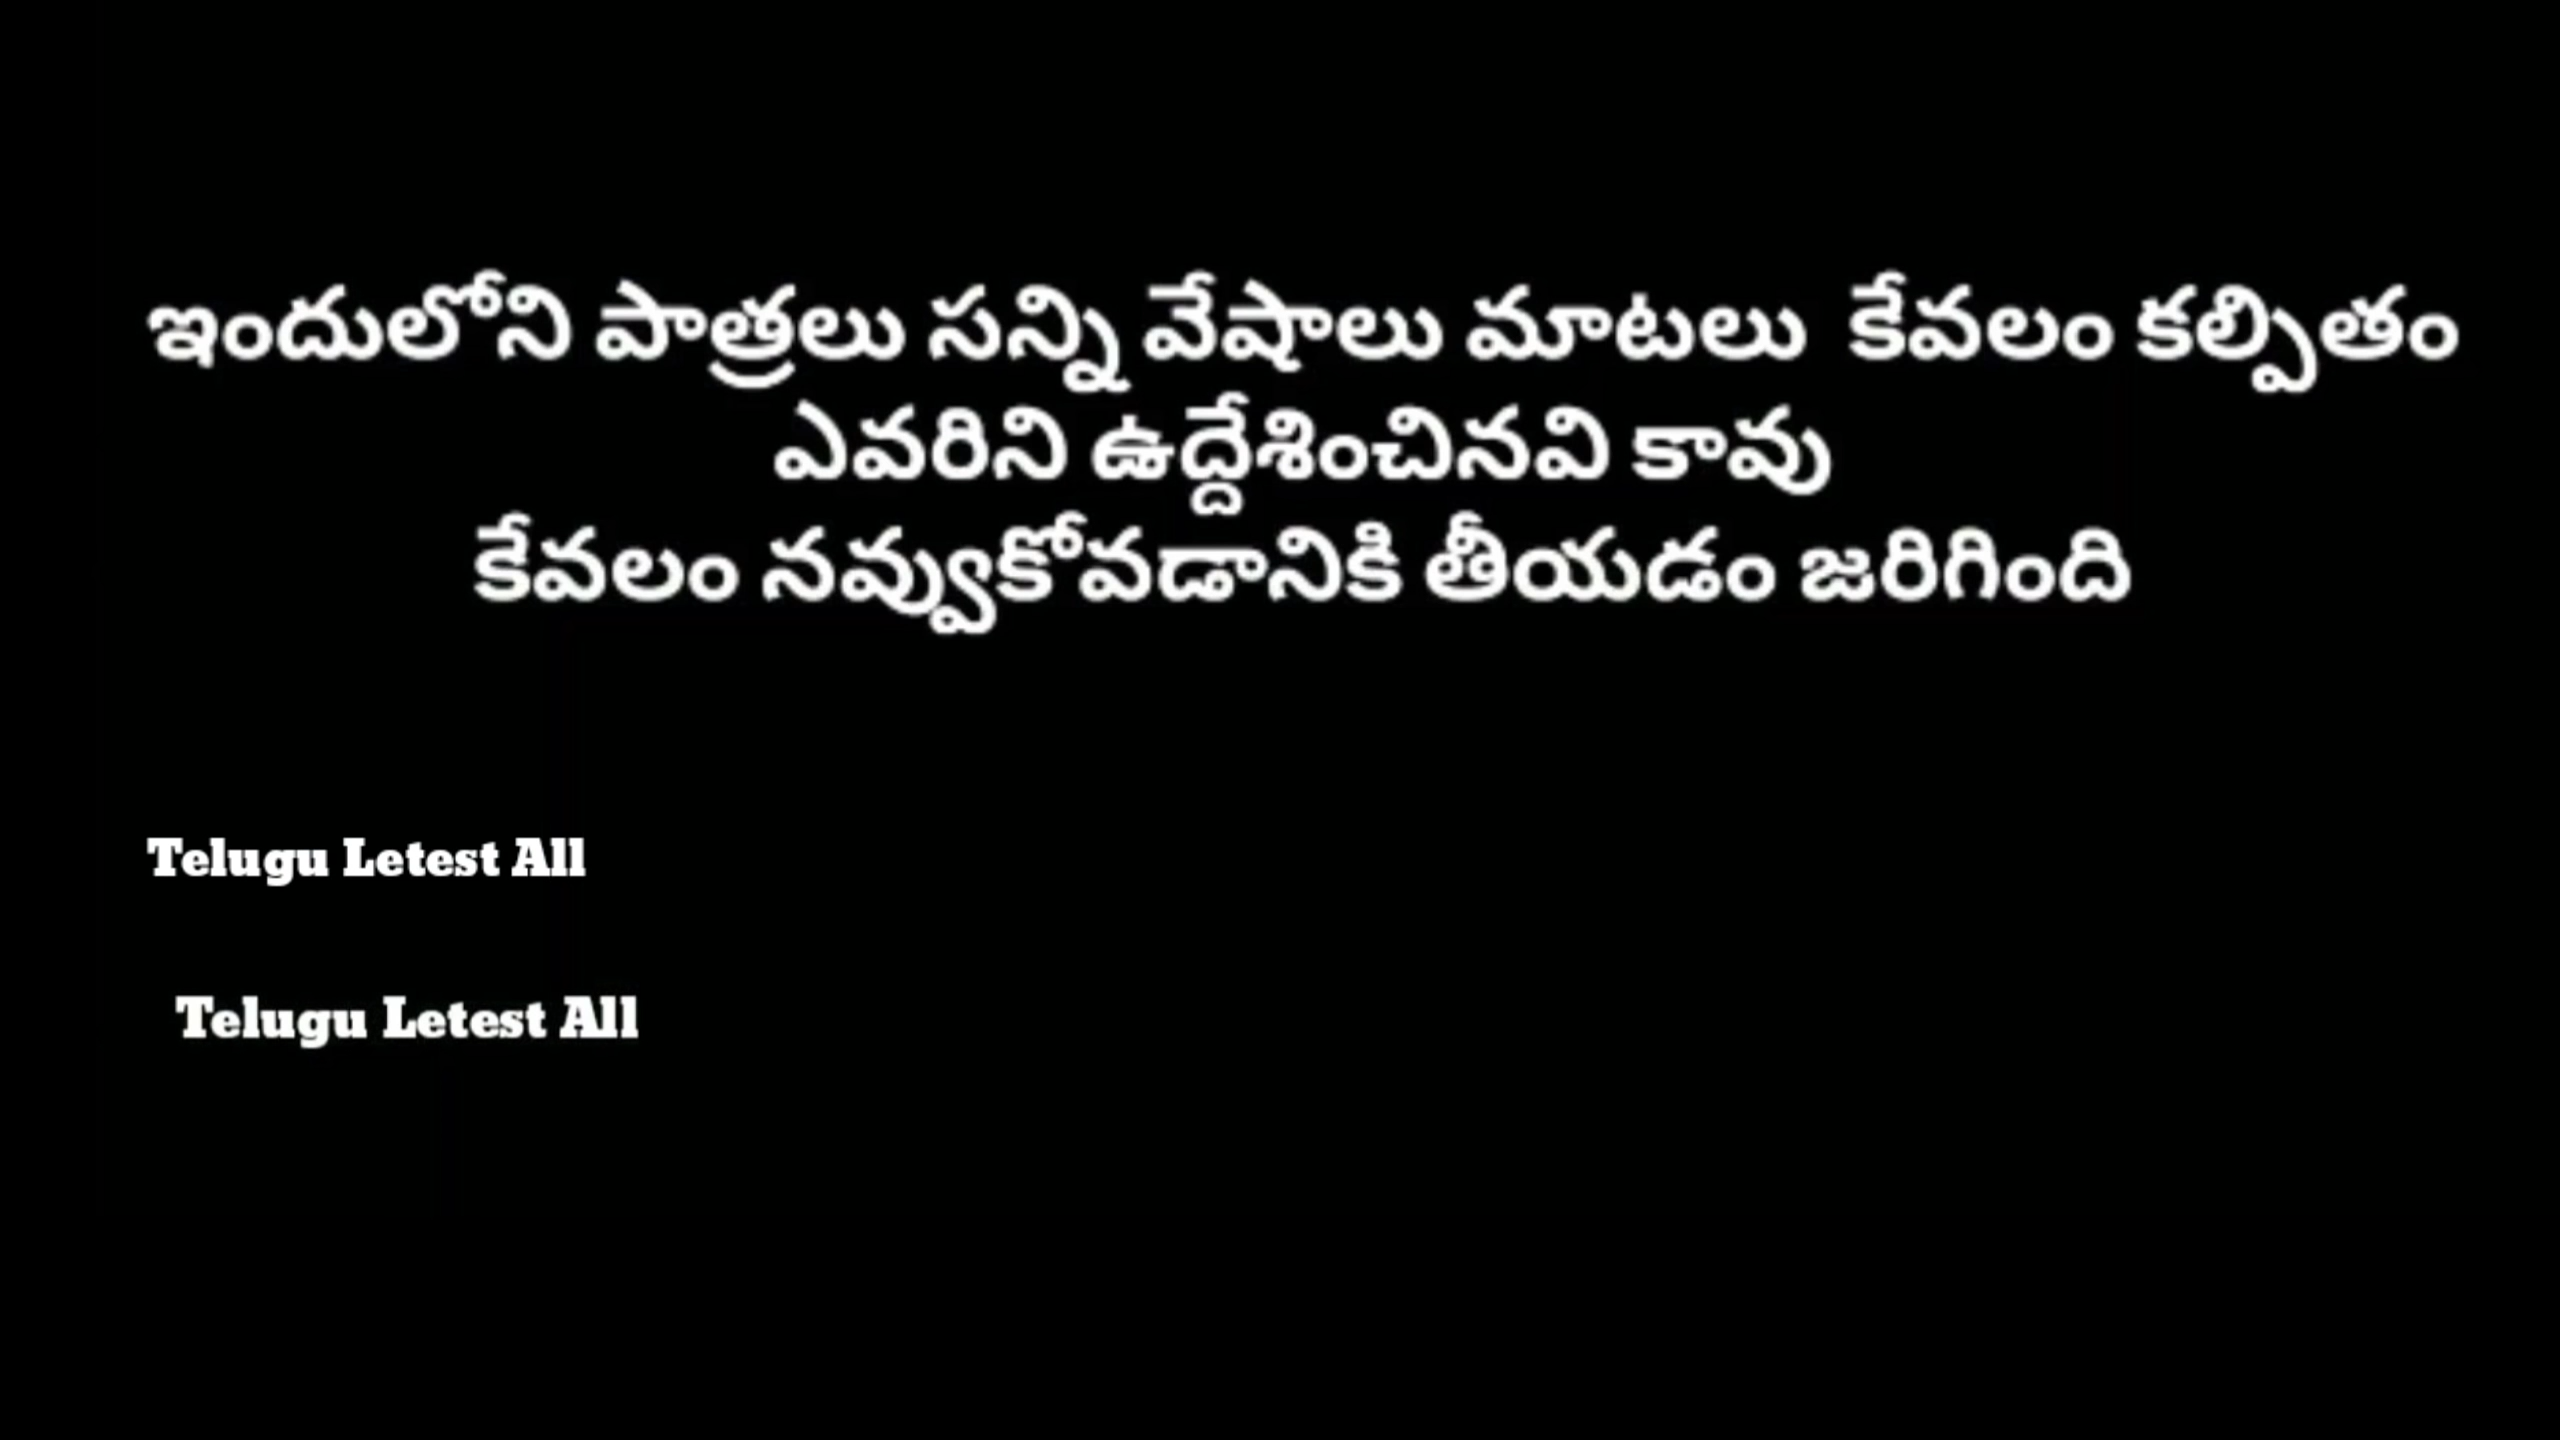 ఇందులోని పాత్రలు సన్ని వేషాలు మాటలు కేవలం కల్పితం
ఎవరిని ఉద్దేశించినవి కావు
కేవలం నవ్వుకోవడానికి తీయడం జరిగింది
Telugu Letest All
Telugu Letest All